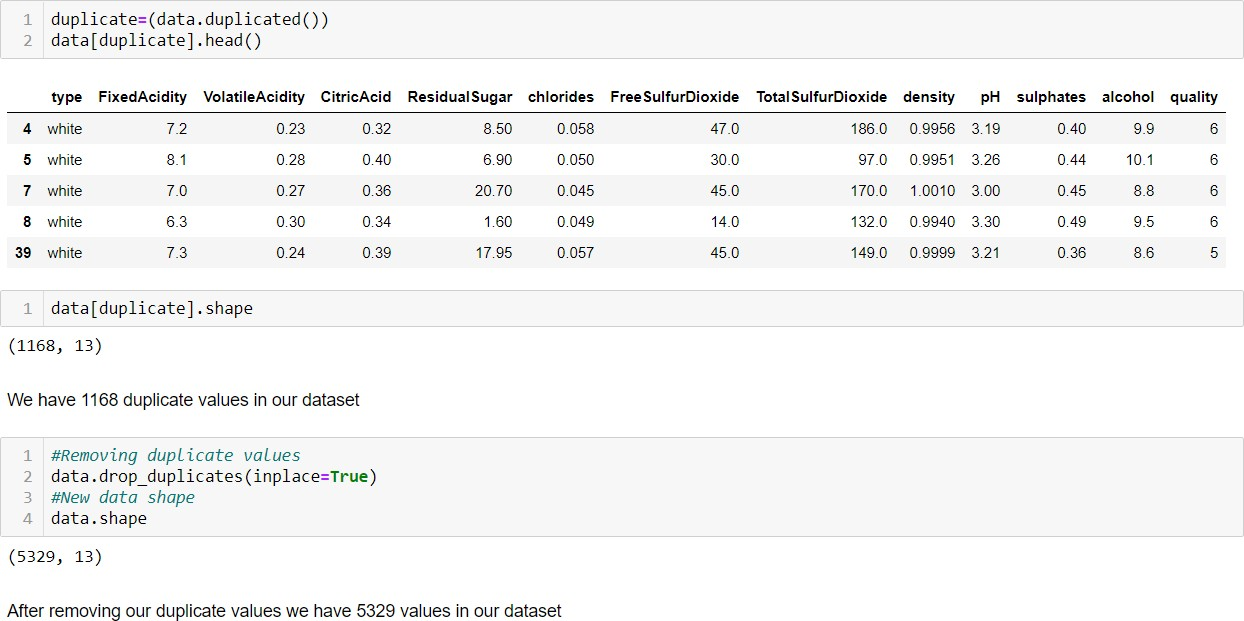 1 duplicate=(data.duplicated())
2 data[duplicate].head()
type FixedAcidity VolatileAcidity CitricAcid ResidualSugar chlorides FreeSulfurDioxide TotalSulfurDioxide density pH sulphates alcohol quality
4 white 7.2 0.23 0.32 8.50 0.058 47.0 186.0 0.9956 3.19 0.40 9.9 6
5 white 8.1 0.28 0.40 6.90 0.050 30.0 97.0 0.9951 3.26 0.44 10.1 6
7 white 7.0 0.27 0.36 20.70 0.045 45.0 170.0 1.0010 3.00 0.45 8.8 6
8 white 6.3 0.30 0.34 1.60 0.049 14.0 132.0 0.9940 3.30 0.49 9.5 6
39 white 7.3 0.24 0.39 17.95 0.057 45.0 149.0 0.9999 3.21 0.36 8.6 5
1 data[duplicate].shape
(1168, 13)
We have 1168 duplicate values in our dataset
1 #Removing duplicate values
2 data.drop_duplicates(inplace=True)
3 #New data shape
4 data.shape
(5329, 13)
After removing our duplicate values we have 5329 values in our dataset